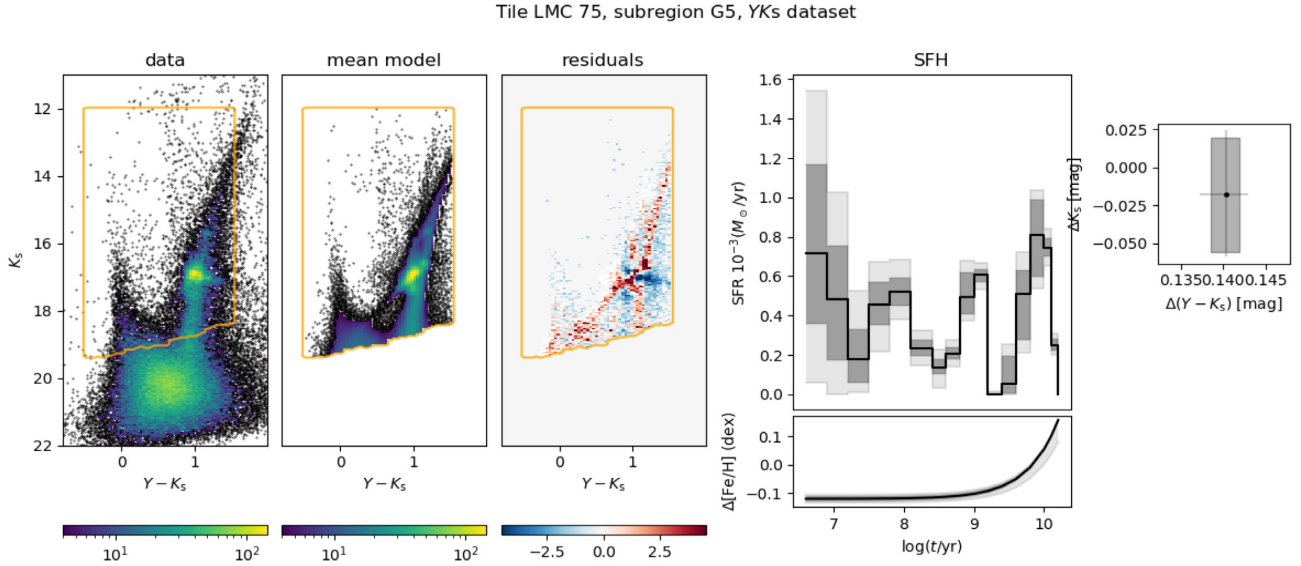 Tile LMC 75, subregion G5, YKs dataset
data
mean model
residuals
SFH
12
14
16
18
20
22
Ks
0 1
Y − Ks
0 1
Y − Ks
0 1
Y − Ks
10¹ 10²
10¹ 10²
−2.5 0.0 2.5
1.6
1.4
1.2
1.0
0.8
0.6
0.4
0.2
0.0
SFR 10⁻³(M⊙/yr)
0.1
0.0
−0.1
Δ[Fe/H] (dex)
7 8 9 10
log(t/yr)
0.025
0.000
−0.025
−0.050
ΔKs [mag]
0.135 0.140 0.145
Δ(Y − Ks) [mag]